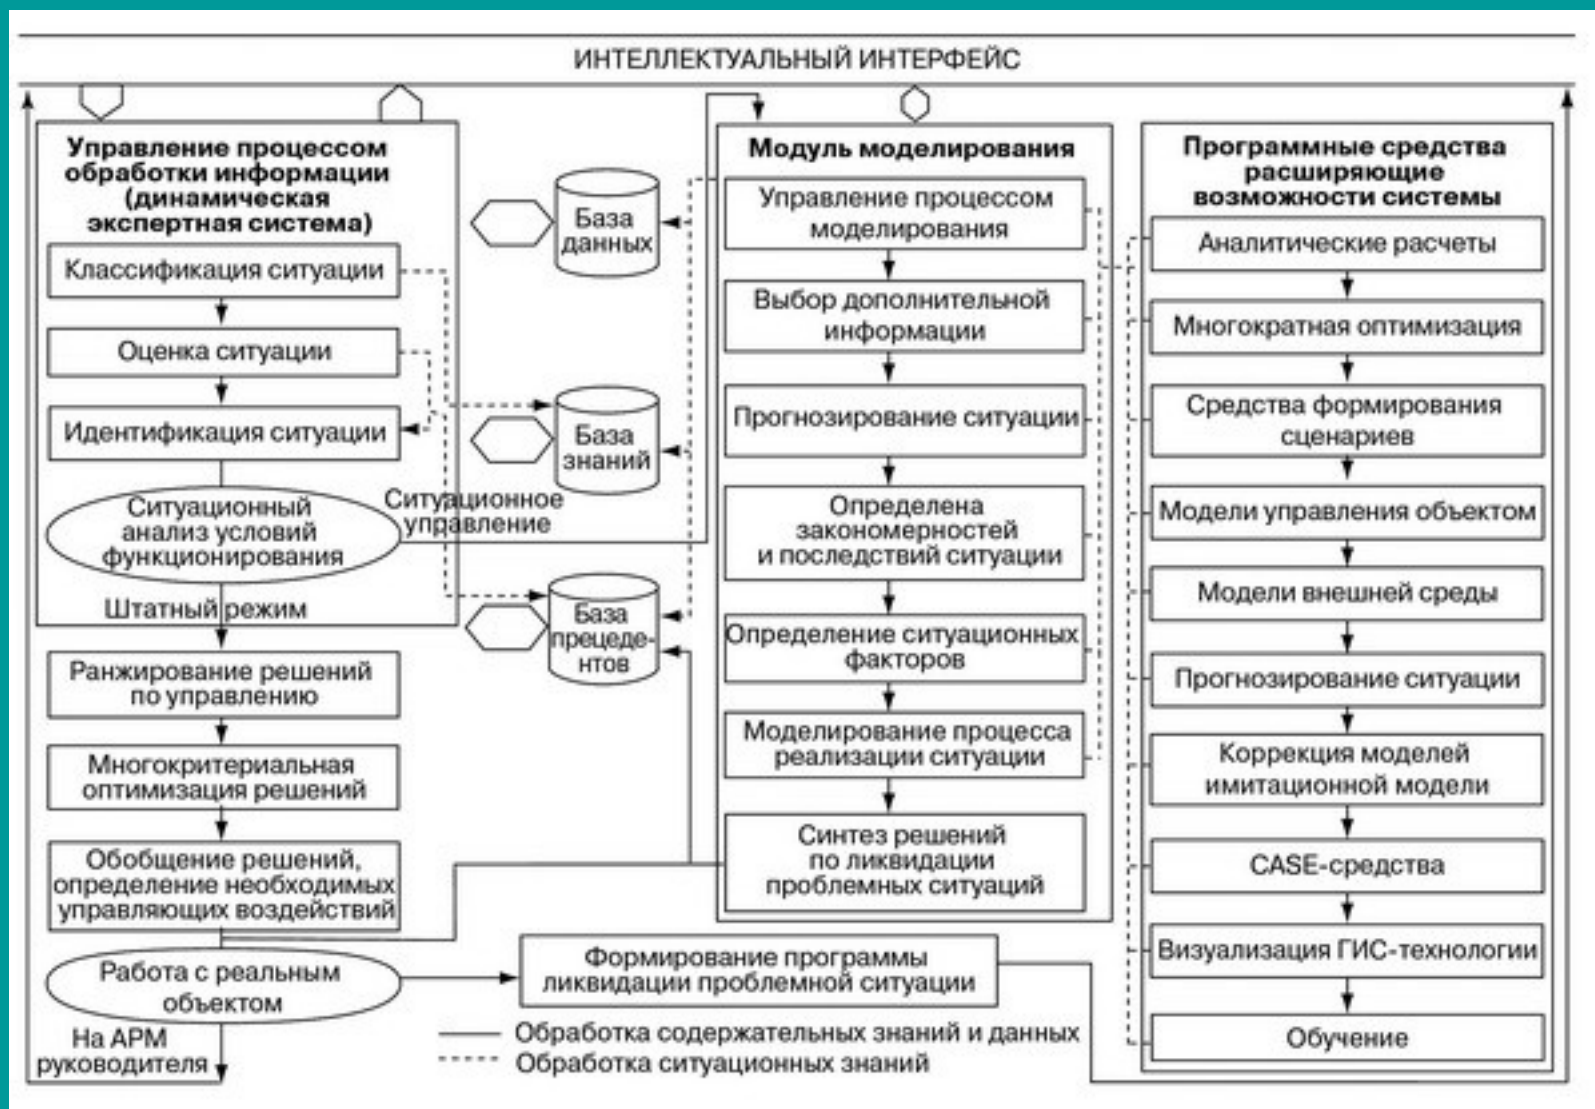 ИНТЕЛЛЕКТУАЛЬНЫЙ ИНТЕРФЕЙС
Управление процессом
обработки информации
(динамическая
экспертная система)
Классификация ситуации
Оценка ситуации
Идентификация ситуации
Ситуационный
анализ условий
функционирования
Ситуационное
управление
Штатный режим
Ранжирование решений
по управлению
Многокритериальная
оптимизация решений
Обобщение решений,
определение необходимых
управляющих воздействий
Работа с реальным
объектом
На АРМ
руководителя
База
данных
База
знаний
База
прецеде-
нтов
Модуль моделирования
Управление процессом
моделирования
Выбор дополнительной
информации
Прогнозирование ситуации
Определена
закономерностей
и последствий ситуации
Определение ситуационных
факторов
Моделирование процесса
реализации ситуации
Синтез решений
по ликвидации
проблемных ситуаций
Формирование программы
ликвидации проблемной ситуации
Обработка содержательных знаний и данных
Обработка ситуационных знаний
Программные средства
расширяющие
возможности системы
Аналитические расчеты
Многократная оптимизация
Средства формирования
сценариев
Модели управления объектом
Модели внешней среды
Прогнозирование ситуации
Коррекция моделей
имитационной модели
CASE-средства
Визуализация ГИС-технологии
Обучение